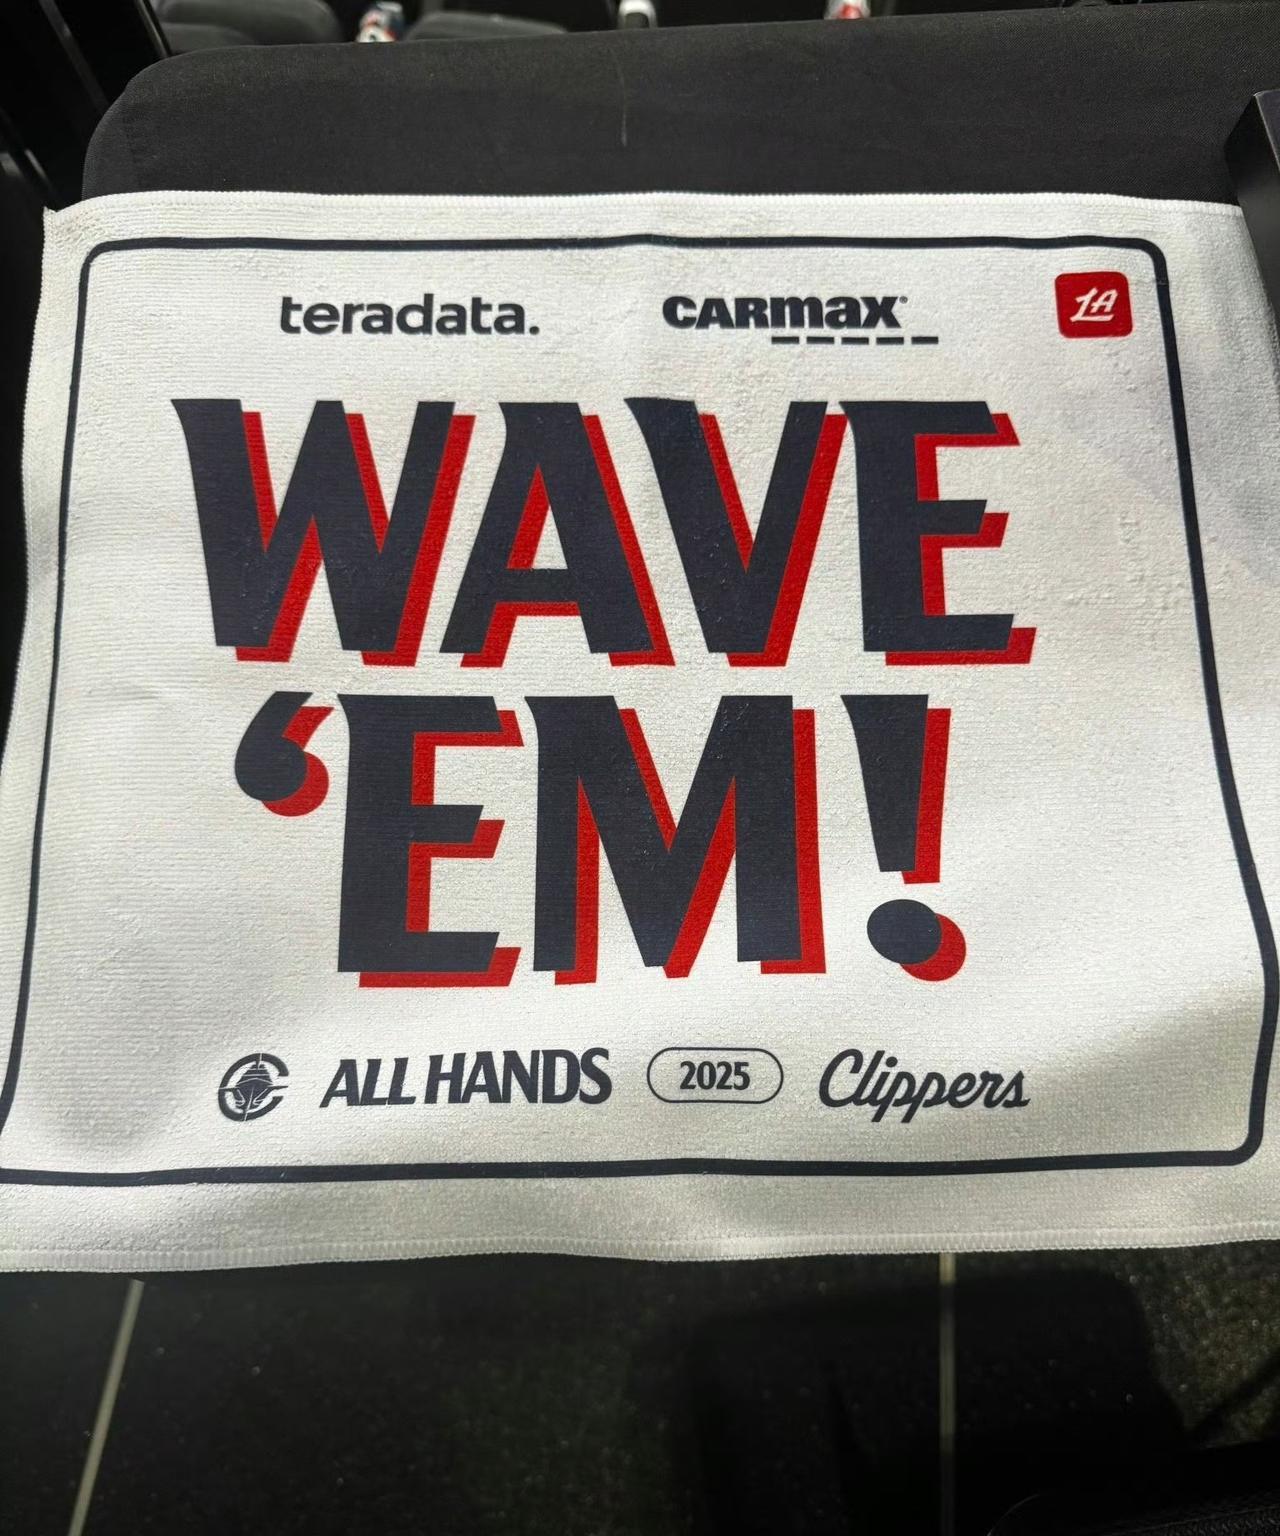 teradata. CARMAX® LA
WAVE
‘EM!
ALL HANDS 2025 Clippers